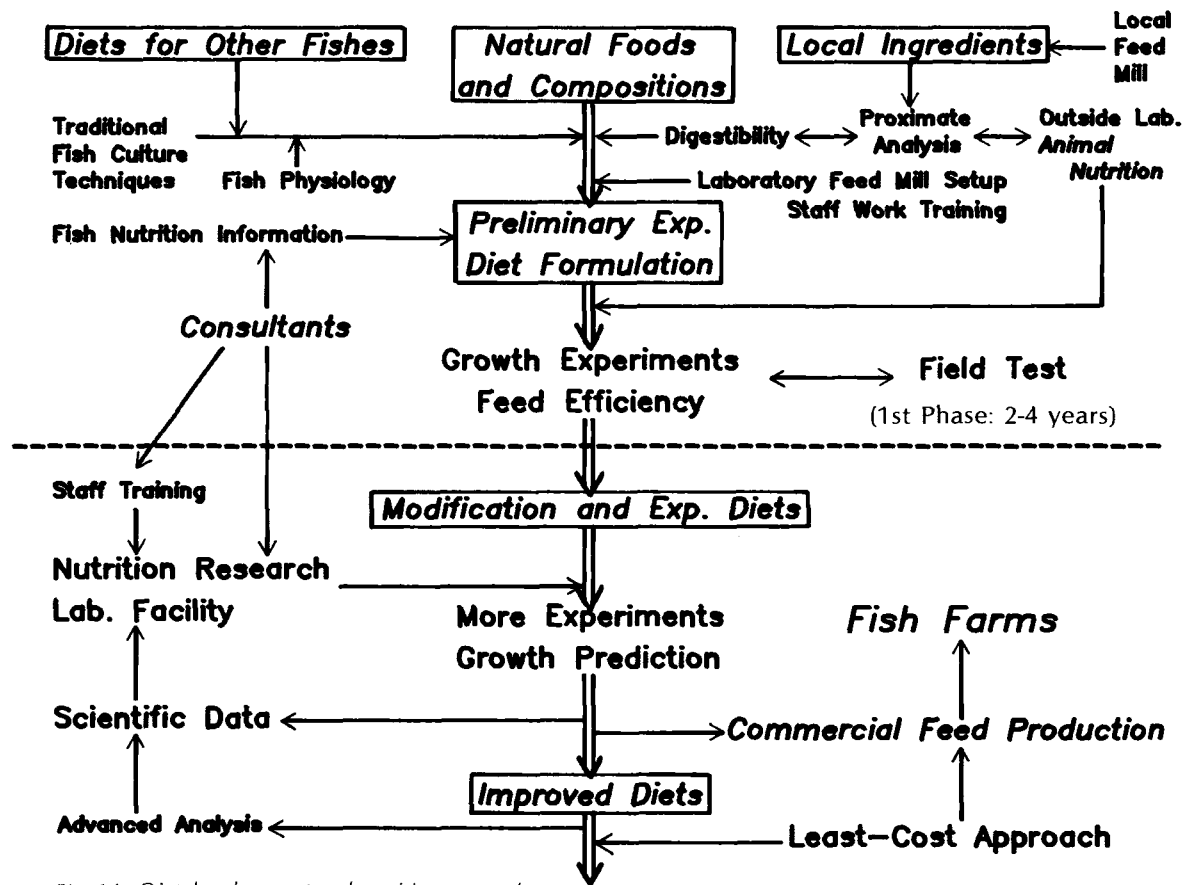 Diets for Other Fishes
Natural Foods
and Compositions
Local Ingredients
Local
Feed
Mill
Traditional
Fish Culture
Techniques
Fish Physiology
Digestibility
Proximate
Analysis
Outside Lab.
Animal
Nutrition
Laboratory Feed Mill Setup
Staff Work Training
Fish Nutrition Information
Preliminary Exp.
Diet Formulation
Consultants
Growth Experiments
Feed Efficiency
Field Test
(1st Phase: 2-4 years)
Staff Training
Modification and Exp. Diets
Nutrition Research
Lab. Facility
More Experiments
Growth Prediction
Fish Farms
Scientific Data
Commercial Feed Production
Improved Diets
Advanced Analysis
Least-Cost Approach